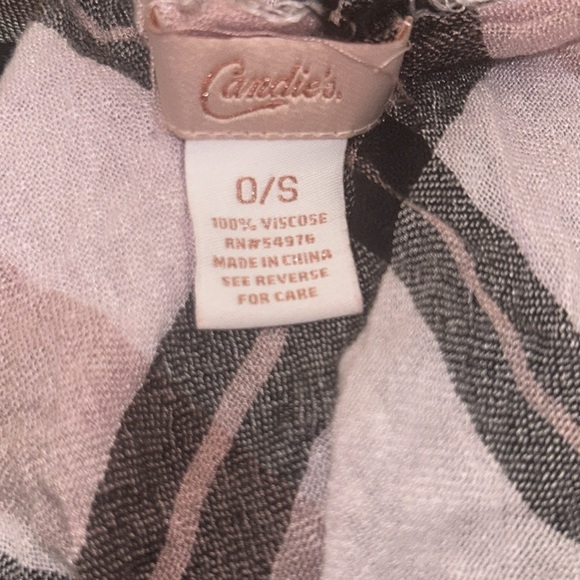 Candie's.
O/S
100% VISCOSE
RN#54976
MADE IN CHINA
SEE REVERSE
FOR CARE